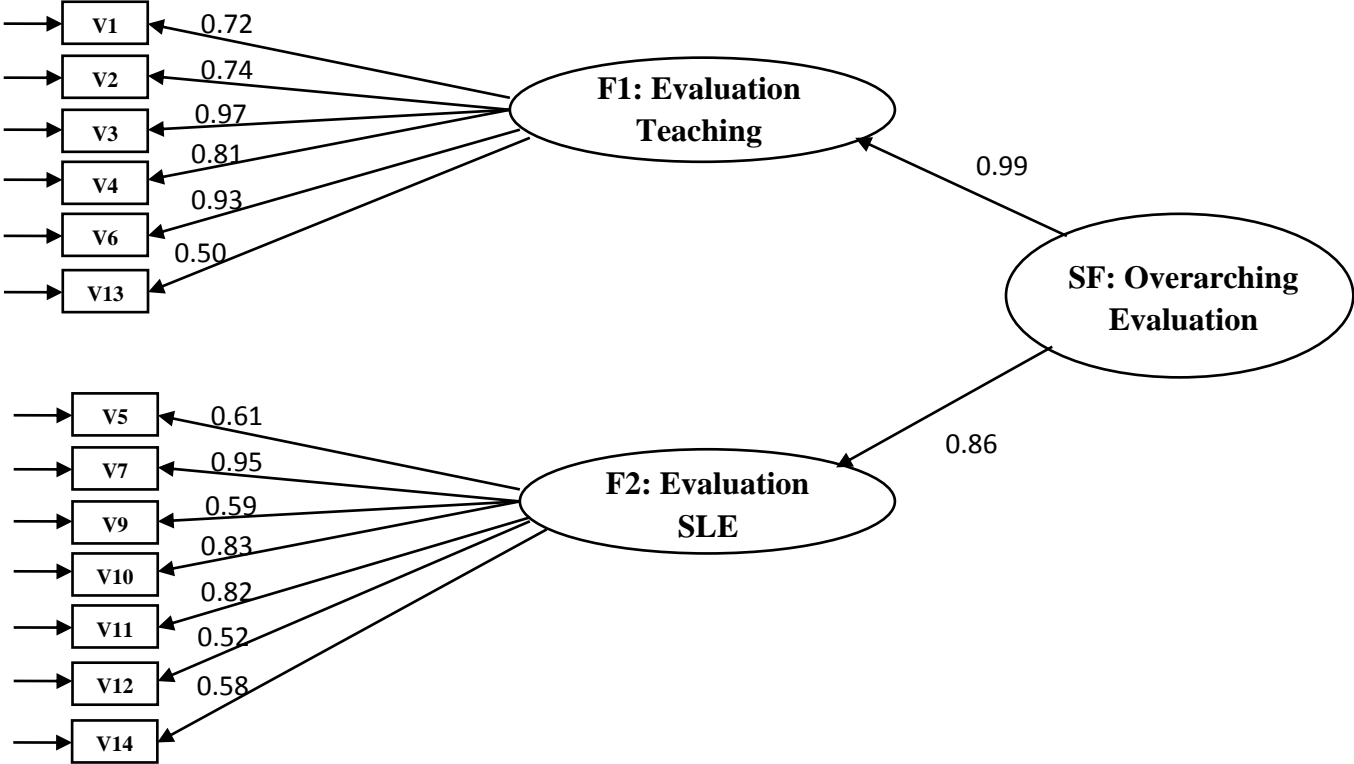 V1
0.72
V2
0.74
V3
0.97
V4
0.81
V6
0.93
V13
0.50
F1: Evaluation
Teaching
0.99
SF: Overarching
Evaluation
0.86
V5
0.61
V7
0.95
V9
0.59
V10
0.83
V11
0.82
V12
0.52
V14
0.58
F2: Evaluation
SLE